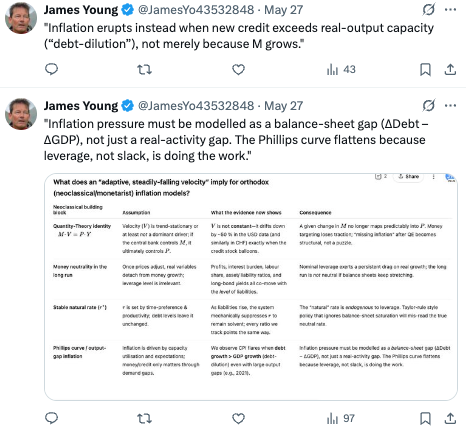 James Young @JamesYo43532848 · May 27
"Inflation erupts instead when new credit exceeds real-output capacity
(“debt-dilution”), not merely because M grows."
43
James Young @JamesYo43532848 · May 27
"Inflation pressure must be modelled as a balance-sheet gap (ΔDebt –
ΔGDP), not just a real-activity gap. The Phillips curve flattens because
leverage, not slack, is doing the work."
2 Share
What does an "adaptive, steadily-falling velocity" imply for orthodox
(neoclassical/monetarist) inflation models?
Neoclassical building
block Assumption What the evidence now shows Consequence
Quantity-Theory Identity Velocity (V) is trend-stationary or V is not constant—it drifts down A given change in M no longer maps predictably into P. Money
M·V = P·Y at least not a dominant driver; if by~60 % in the USD data (and targeting loses traction; "missing inflation" after QE becomes
the central bank controls M, it similarly in CHF) exactly when the structural, not a puzzle.
ultimately controls P. credit stock balloons.
Money neutrality in the Once prices adjust, real variables Profits, interest burden, labour Nominal leverage exerts a persistent drag on real growth; the long
long run detach from money growth; share, asset liability ratios, and run is not neutral if balance sheets keep stretching.
leverage level is irrelevant. long-bond yields all co-move with
the level of liabilities.
Stable natural rate (r*) r is set by time-preference & As liabilities rise, the system The "natural" rate is endogenous to leverage. Taylor-rule style
productivity; debt levels leave it mechanically suppresses r to policy that ignores balance-sheet saturation will mis-read the true
unchanged. remain solvent; every ratio we neutral rate.
track points the same way.
Phillips curve / output- Inflation is driven by capacity We observe CPI flares when debt Inflation pressure must be modelled as a balance-sheet gap (ΔDebt
gap inflation utilisation and expectations; growth > GDP growth (debt- – ΔGDP), not just a real-activity gap. The Phillips curve flattens
money/credit only matters through dilution) even with large output because leverage, not slack, is doing the work.
demand gaps. gaps (e.g., 2021).
97